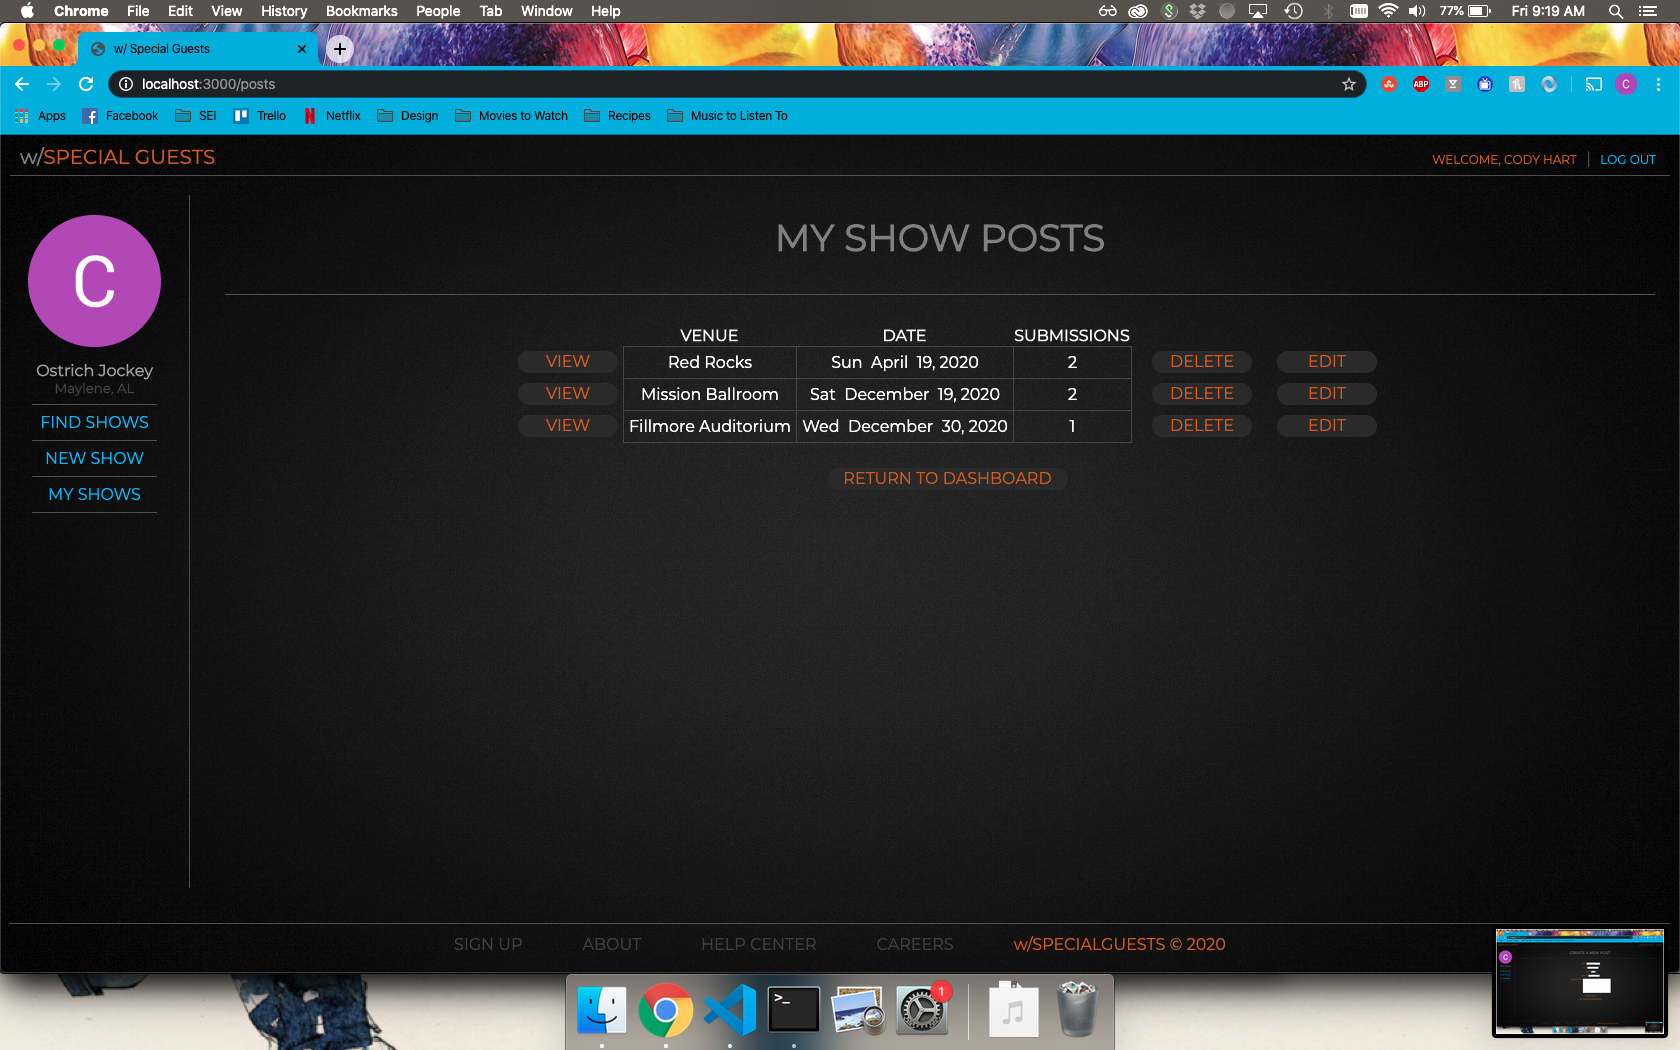 Chrome File Edit View History Bookmarks People Tab Window Help 77% Fri 9:19 AM
w/ Special Guests
localhost:3000/posts ABP C
Apps Facebook SEI Trello Netflix Design Movies to Watch Recipes Music to Listen To
w/SPECIAL GUESTS WELCOME, CODY HART LOG OUT
C
Ostrich Jockey
Maylene, AL
FIND SHOWS
NEW SHOW
MY SHOWS
MY SHOW POSTS
VENUE DATE SUBMISSIONS
VIEW Red Rocks Sun April 19, 2020 2 DELETE EDIT
VIEW Mission Ballroom Sat December 19, 2020 2 DELETE EDIT
VIEW Fillmore Auditorium Wed December 30, 2020 1 DELETE EDIT
RETURN TO DASHBOARD
SIGN UP ABOUT HELP CENTER CAREERS w/SPECIALGUESTS © 2020
CREATE A NEW POST
>_ 1